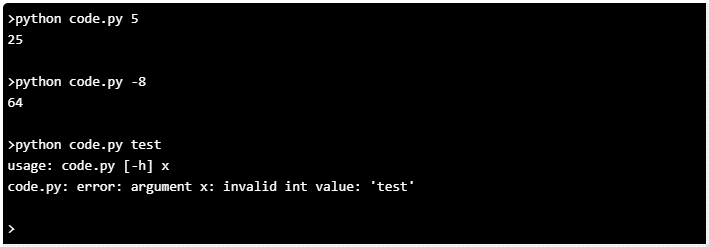 >python code.py 5
25
>python code.py -8
64
>python code.py test
usage: code.py [-h] x
code.py: error: argument x: invalid int value: 'test'
>